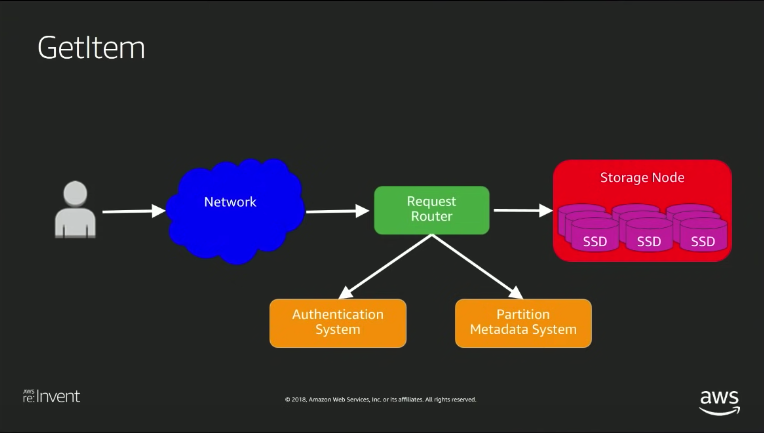 GetItem
Network
Request
Router
Storage Node
SSD
SSD
SSD
Authentication
System
Partition
Metadata System
AWS
re:Invent
© 2018, Amazon Web Services, Inc. or its affiliates. All rights reserved.
aws